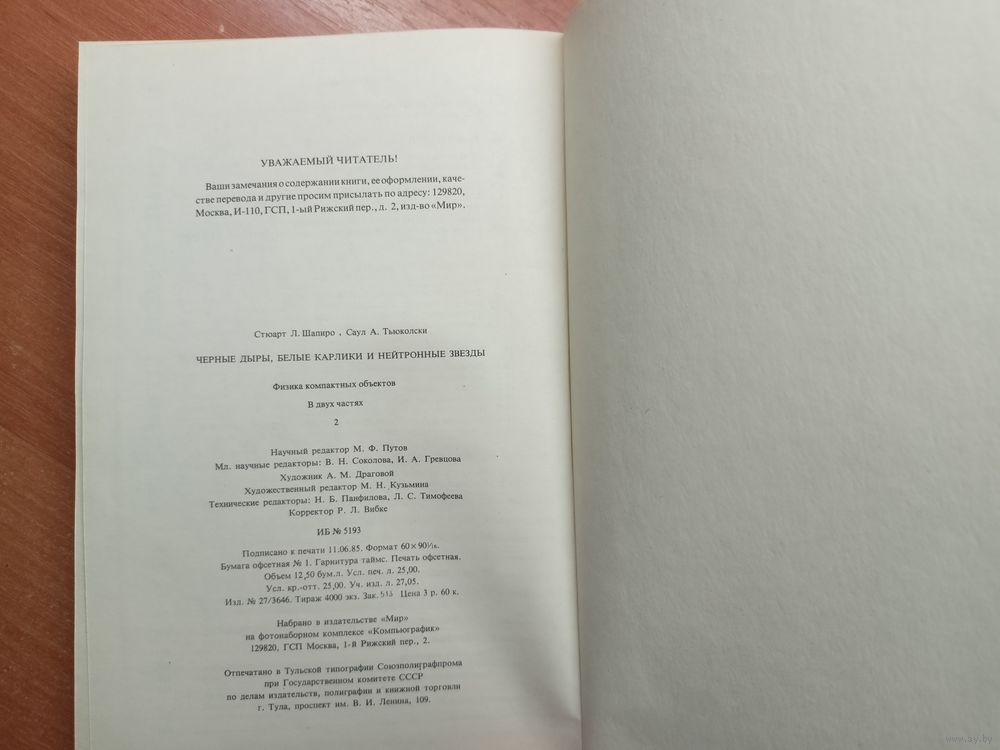 УВАЖАЕМЫЙ ЧИТАТЕЛЬ!
Ваши замечания о содержании книги, ее оформлении, каче-
стве перевода и другие просим присылать по адресу: 129820,
Москва, И-110, ГСП, 1-ый Рижский пер., д. 2, изд-во «Мир».
Стюарт Л. Шапиро , Саул А. Тьюколски
ЧЕРНЫЕ ДЫРЫ, БЕЛЫЕ КАРЛИКИ И НЕЙТРОННЫЕ ЗВЕЗДЫ
Физика компактных объектов
В двух частях
2
Научный редактор М. Ф. Путов
Мл. научные редакторы: В. Н. Соколова, И. А. Гревцова
Художник А. М. Драговой
Художественный редактор М. Н. Кузьмина
Технические редакторы: Н. Б. Панфилова, Л. С. Тимофеева
Корректор Р. Л. Вибке
ИБ № 5193
Подписано к печати 11.06.85. Формат 60×90 1/16.
Бумага офсетная № 1. Гарнитура таймс. Печать офсетная.
Объем 12,50 бум.л. Усл. печ. л. 25,00.
Усл. кр.-отт. 25,00. Уч. изд. л. 27,05.
Изд. № 27/3646. Тираж 4000 экз. Зак. Цена 3 р. 60 к.
Набрано в издательстве «Мир»
на фотонаборном комплексе «Компьюграфик»
129820, ГСП Москва, 1-й Рижский пер., 2.
Отпечатано в Тульской типографии Союзполиграфпрома
при Государственном комитете СССР
по делам издательств, полиграфии и книжной торговли
г. Тула, проспект им. В. И. Ленина, 109.
www.ay.by